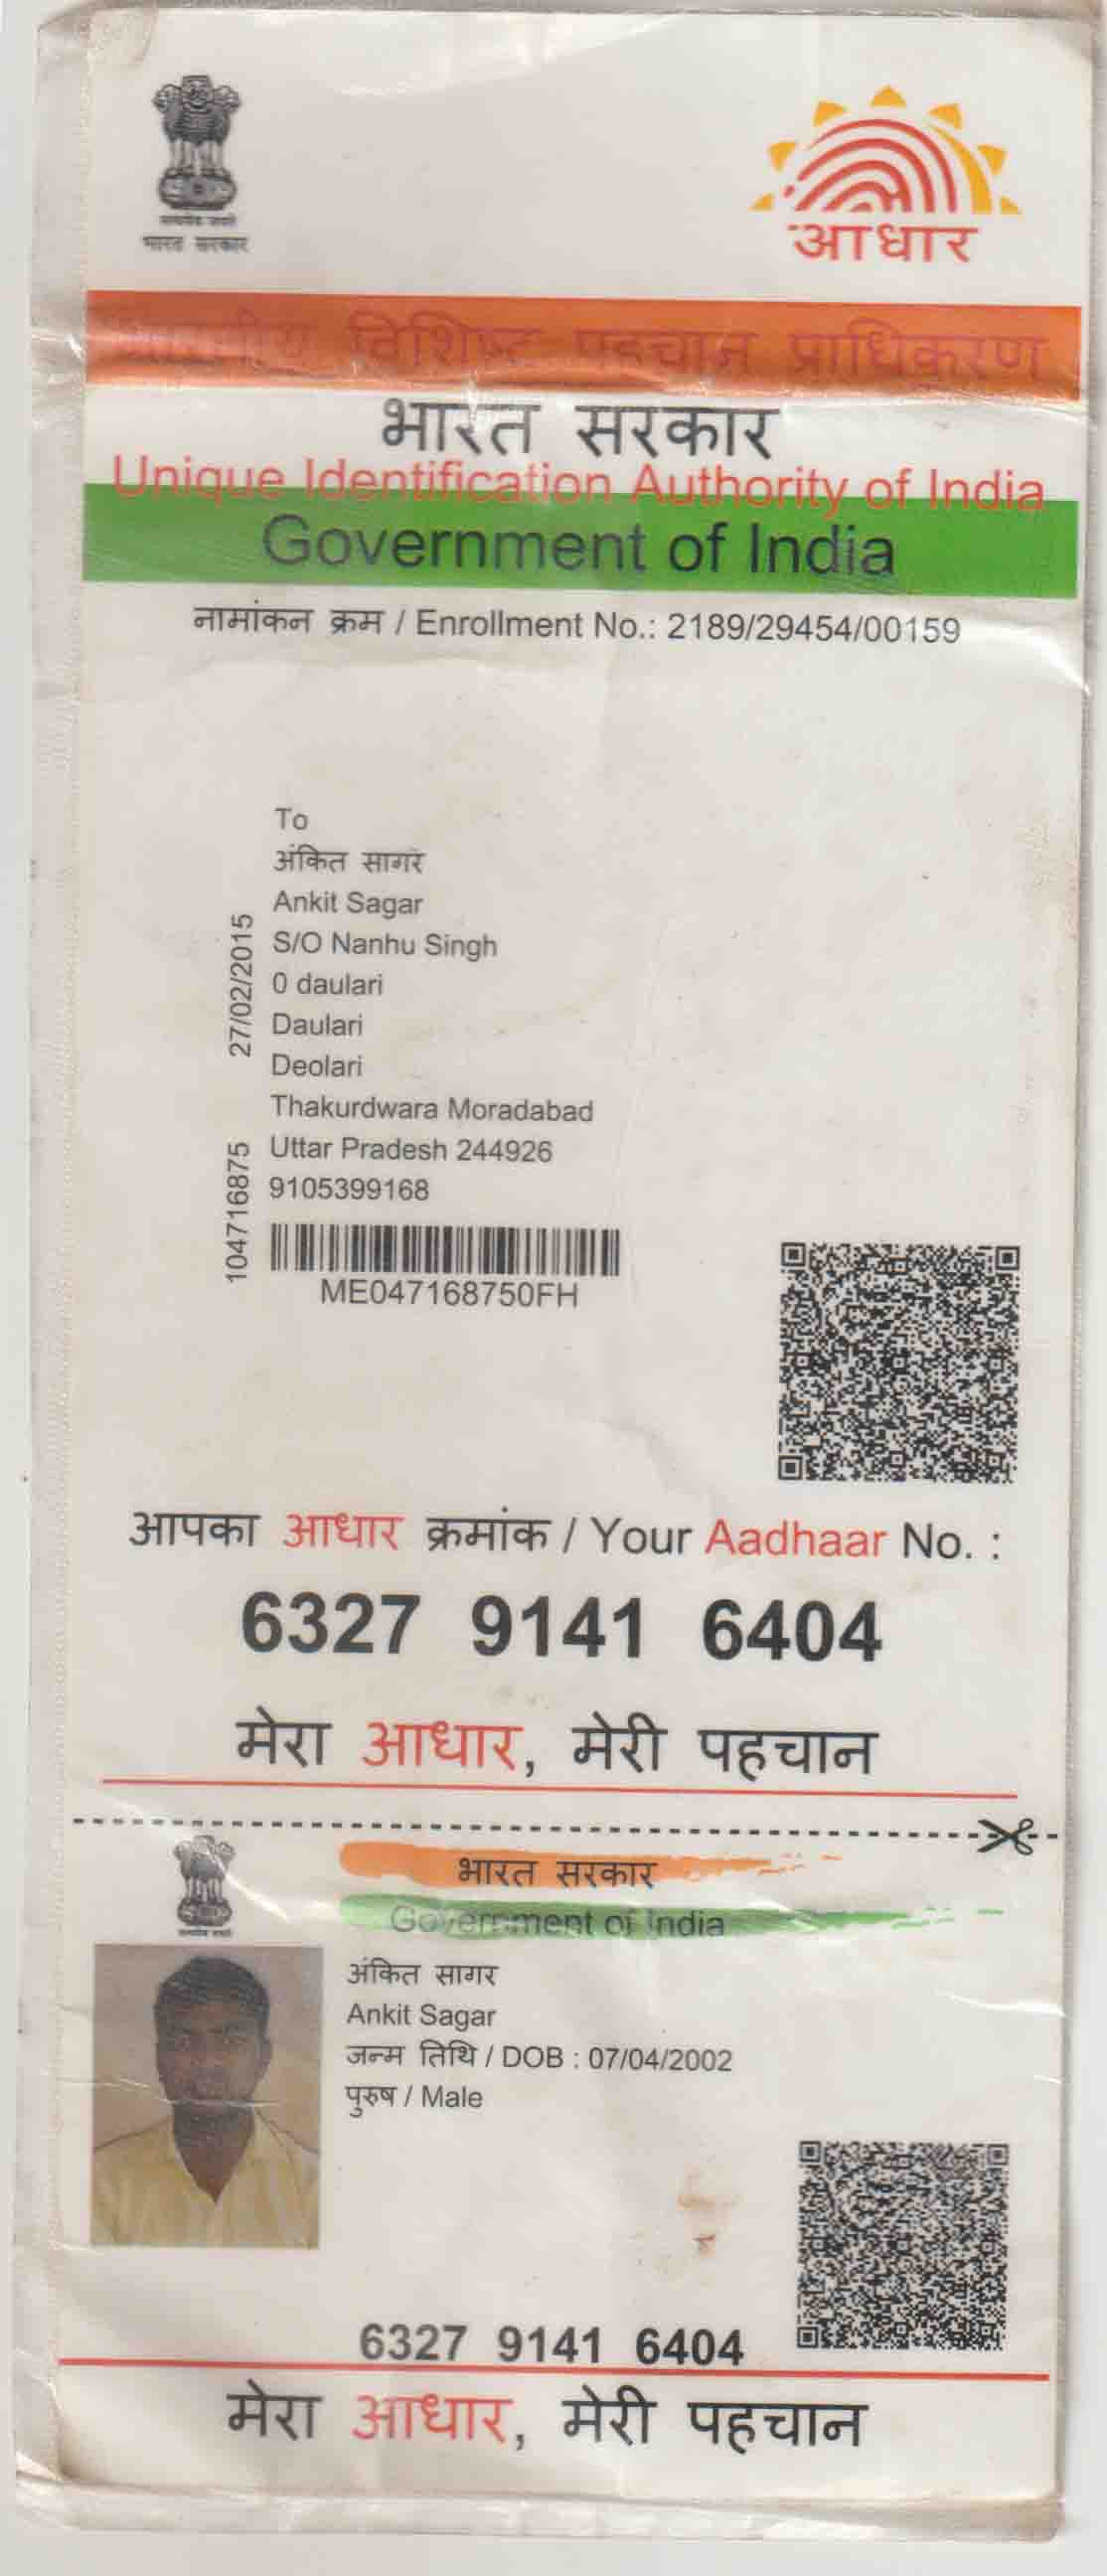 भारत सरकार
आधार
भारतीय विशिष्ट पहचान प्राधिकरण
भारत सरकार
Unique Identification Authority of India
Government of India
नामांकन क्रम / Enrollment No.: 2189/29454/00159
To
अंकित सागर
Ankit Sagar
S/O Nanhu Singh
0 daulari
Daulari
Deolari
Thakurdwara Moradabad
Uttar Pradesh 244926
9105399168
27/02/2015
104716875
ME047168750FH
आपका आधार क्रमांक / Your Aadhaar No. :
6327 9141 6404
मेरा आधार, मेरी पहचान
भारत सरकार
Government of India
अंकित सागर
Ankit Sagar
जन्म तिथि / DOB : 07/04/2002
पुरुष / Male
6327 9141 6404
मेरा आधार, मेरी पहचान